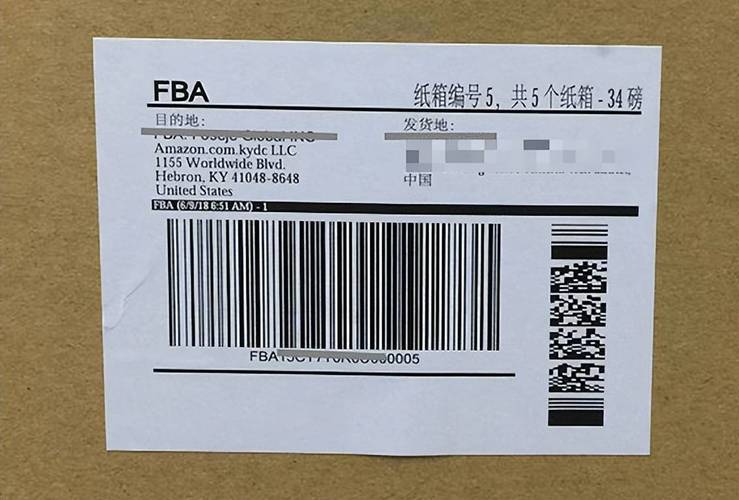 FBA
纸箱编号 5，共 5 个纸箱 - 34 磅
目的地:
FBA:
Amazon.com.kydc LLC
1155 Worldwide Blvd.
Hebron, KY 41048-8648
United States
发货地:
中国
FBA (6/9/18 6:51 AM) - 1